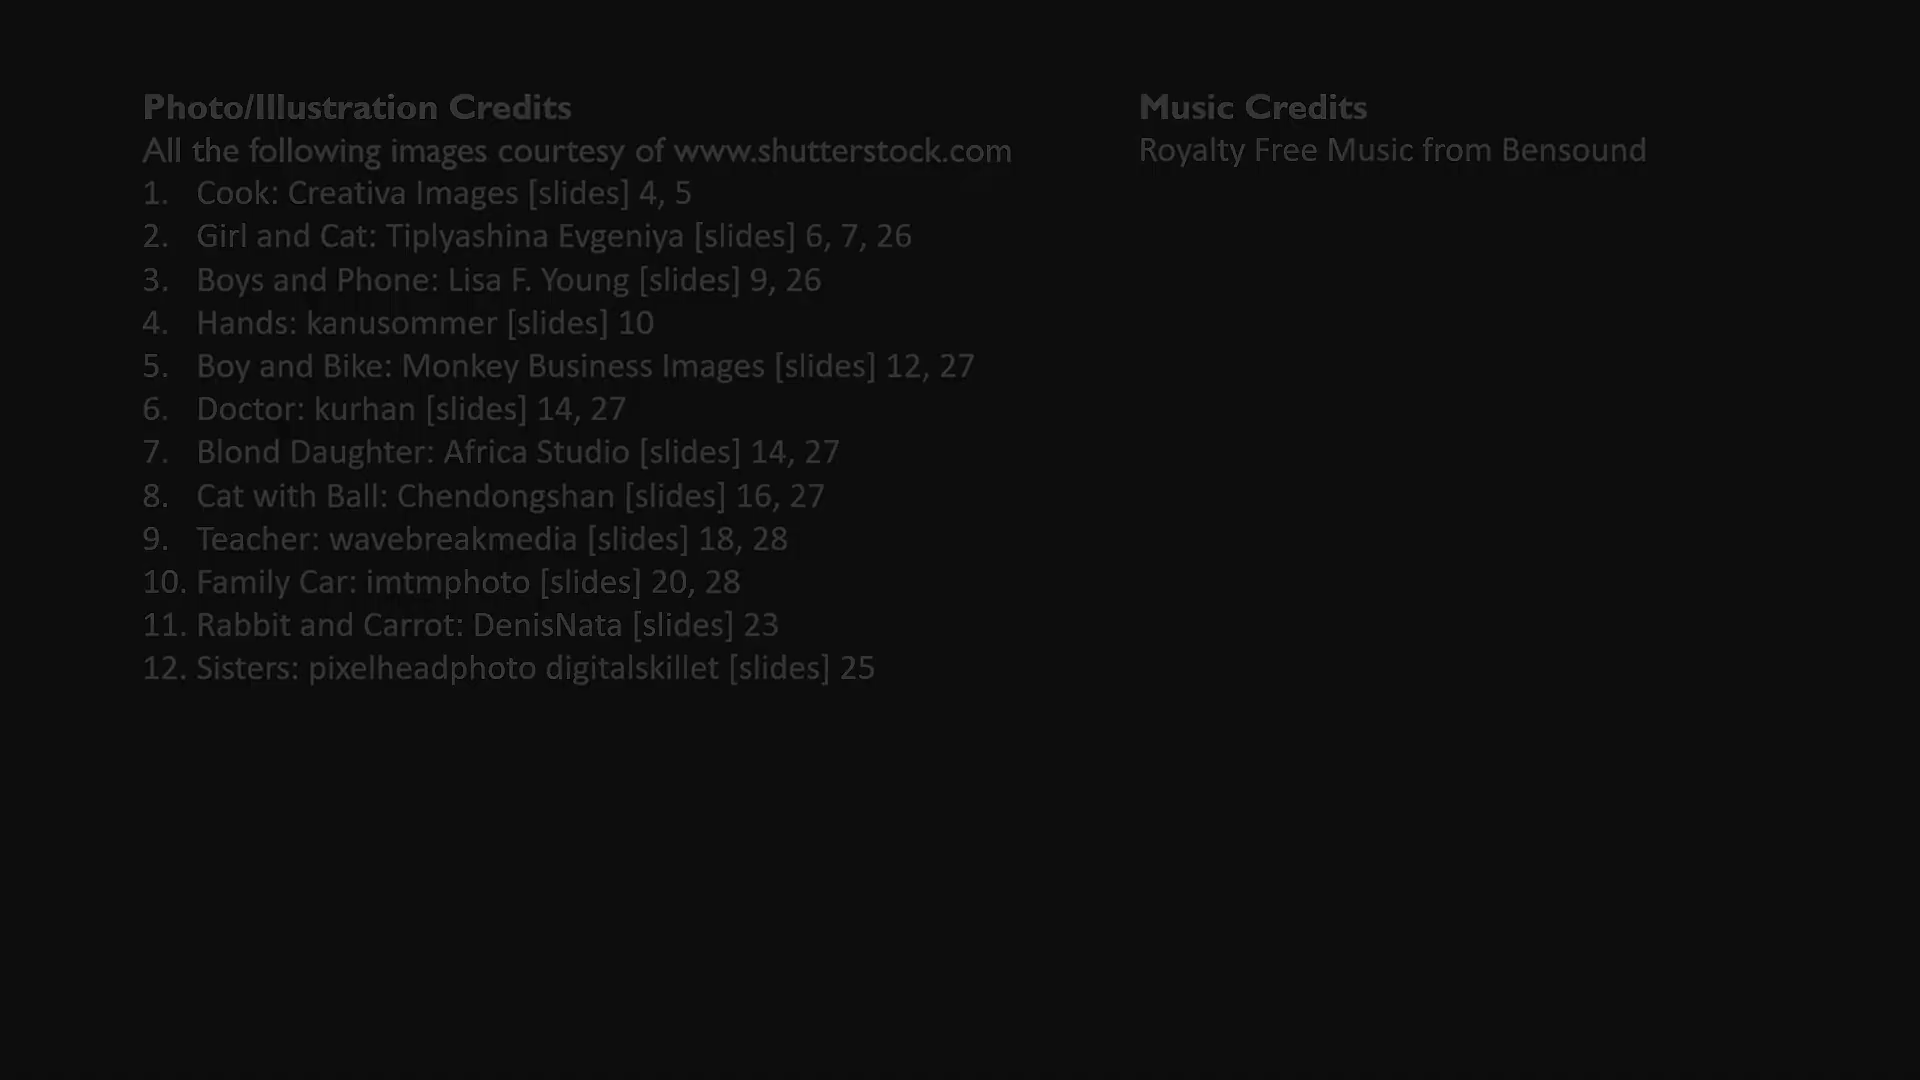 Photo/Illustration Credits
All the following images courtesy of www.shutterstock.com
1. Cook: Creativa Images [slides] 4, 5
2. Girl and Cat: Tiplyashina Evgeniya [slides] 6, 7, 26
3. Boys and Phone: Lisa F. Young [slides] 9, 26
4. Hands: kanusommer [slides] 10
5. Boy and Bike: Monkey Business Images [slides] 12, 27
6. Doctor: kurhan [slides] 14, 27
7. Blond Daughter: Africa Studio [slides] 14, 27
8. Cat with Ball: Chendongshan [slides] 16, 27
9. Teacher: wavebreakmedia [slides] 18, 28
10. Family Car: imtmphoto [slides] 20, 28
11. Rabbit and Carrot: DenisNata [slides] 23
12. Sisters: pixelheadphoto digitalskillet [slides] 25
Music Credits
Royalty Free Music from Bensound